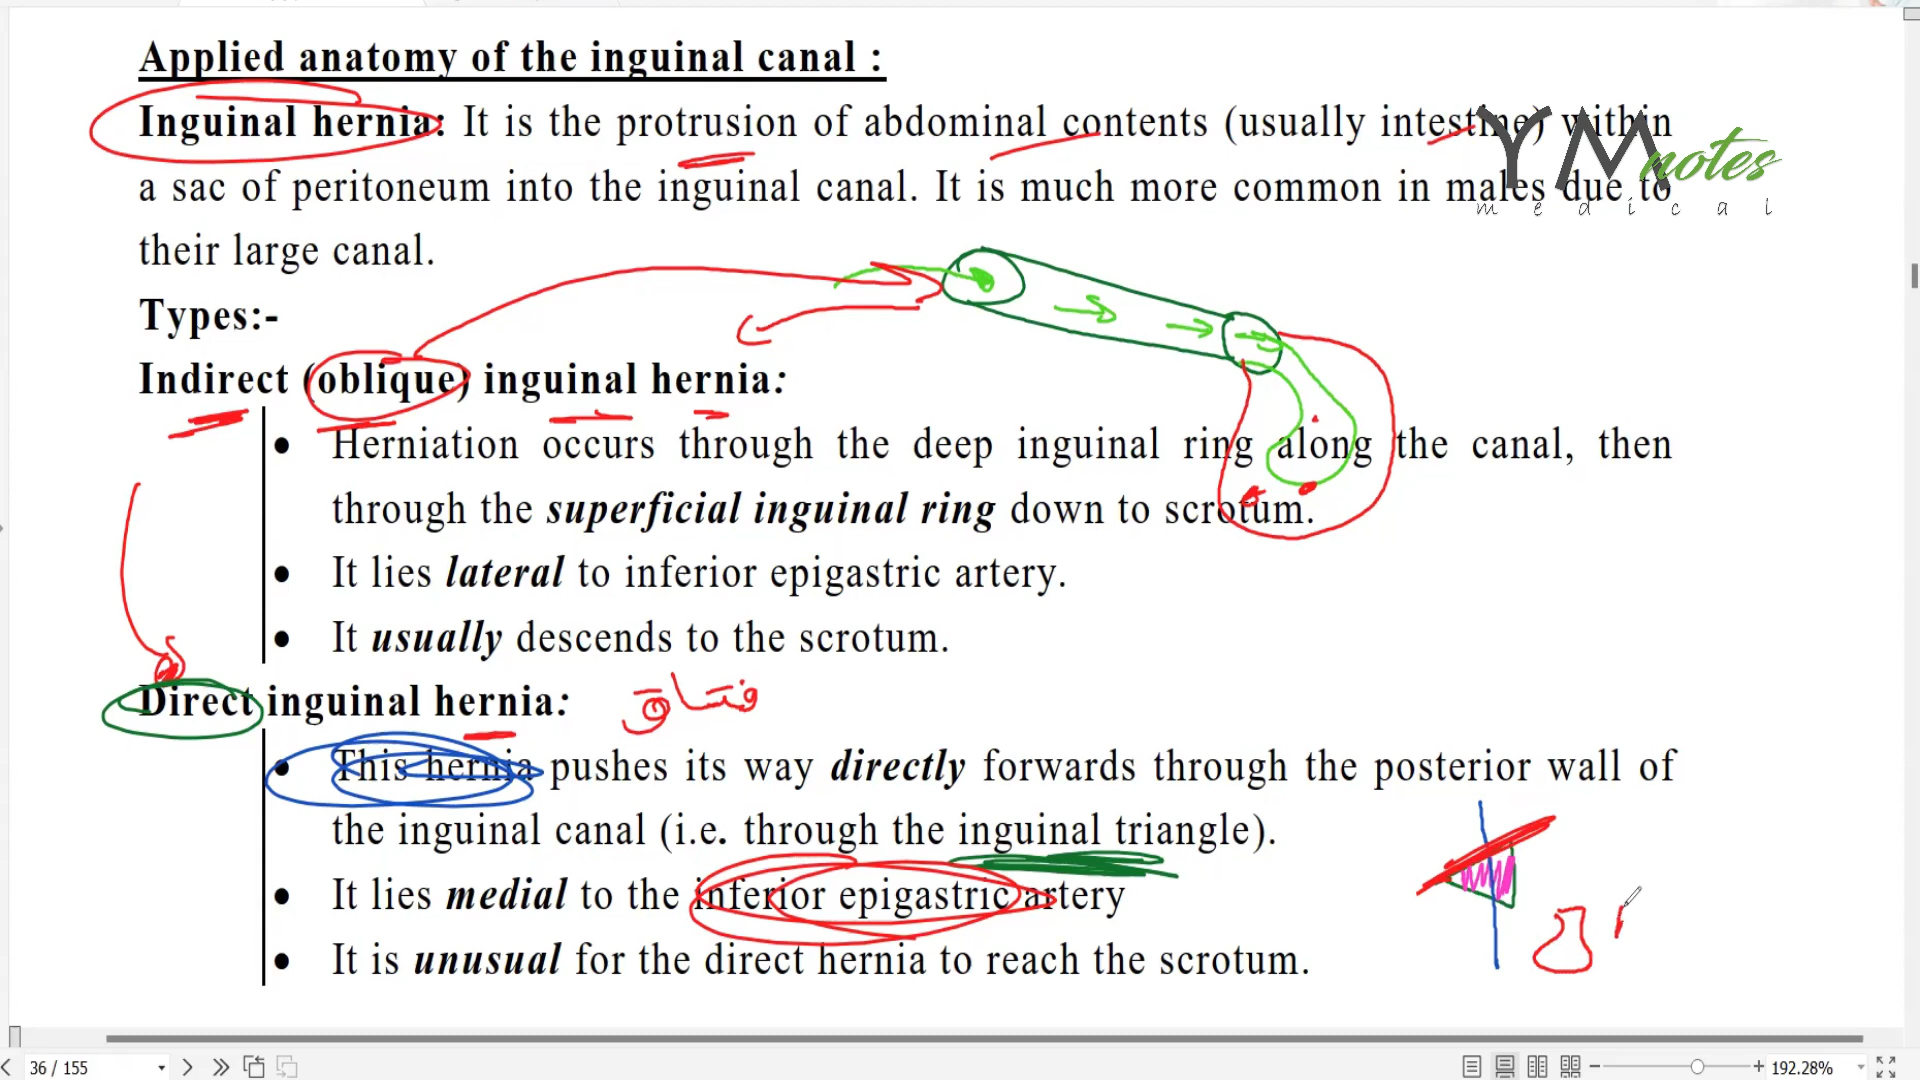 Applied anatomy of the inguinal canal :
Inguinal hernia: It is the protrusion of abdominal contents (usually intestine) within
a sac of peritoneum into the inguinal canal. It is much more common in males due to
their large canal.
YM notes
medical
Types:-
Indirect (oblique) inguinal hernia:
• Herniation occurs through the deep inguinal ring along the canal, then
through the superficial inguinal ring down to scrotum.
• It lies lateral to inferior epigastric artery.
• It usually descends to the scrotum.
Direct inguinal hernia: فتاق
• This hernia pushes its way directly forwards through the posterior wall of
the inguinal canal (i.e. through the inguinal triangle).
• It lies medial to the inferior epigastric artery
• It is unusual for the direct hernia to reach the scrotum.
36 / 155
192.28%